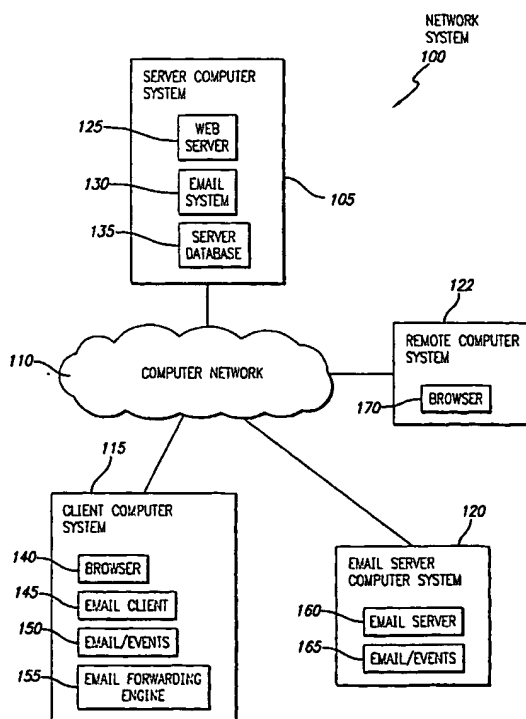 NETWORK
SYSTEM
100
SERVER COMPUTER
SYSTEM
125
WEB
SERVER
130
EMAIL
SYSTEM
105
135
SERVER
DATABASE
122
REMOTE COMPUTER
SYSTEM
110
COMPUTER NETWORK
170
BROWSER
115
CLIENT COMPUTER
SYSTEM
120
EMAIL SERVER
COMPUTER SYSTEM
140
BROWSER
145
EMAIL CLIENT
160
EMAIL SERVER
150
EMAIL/EVENTS
165
EMAIL/EVENTS
155
EMAIL FORWARDING
ENGINE